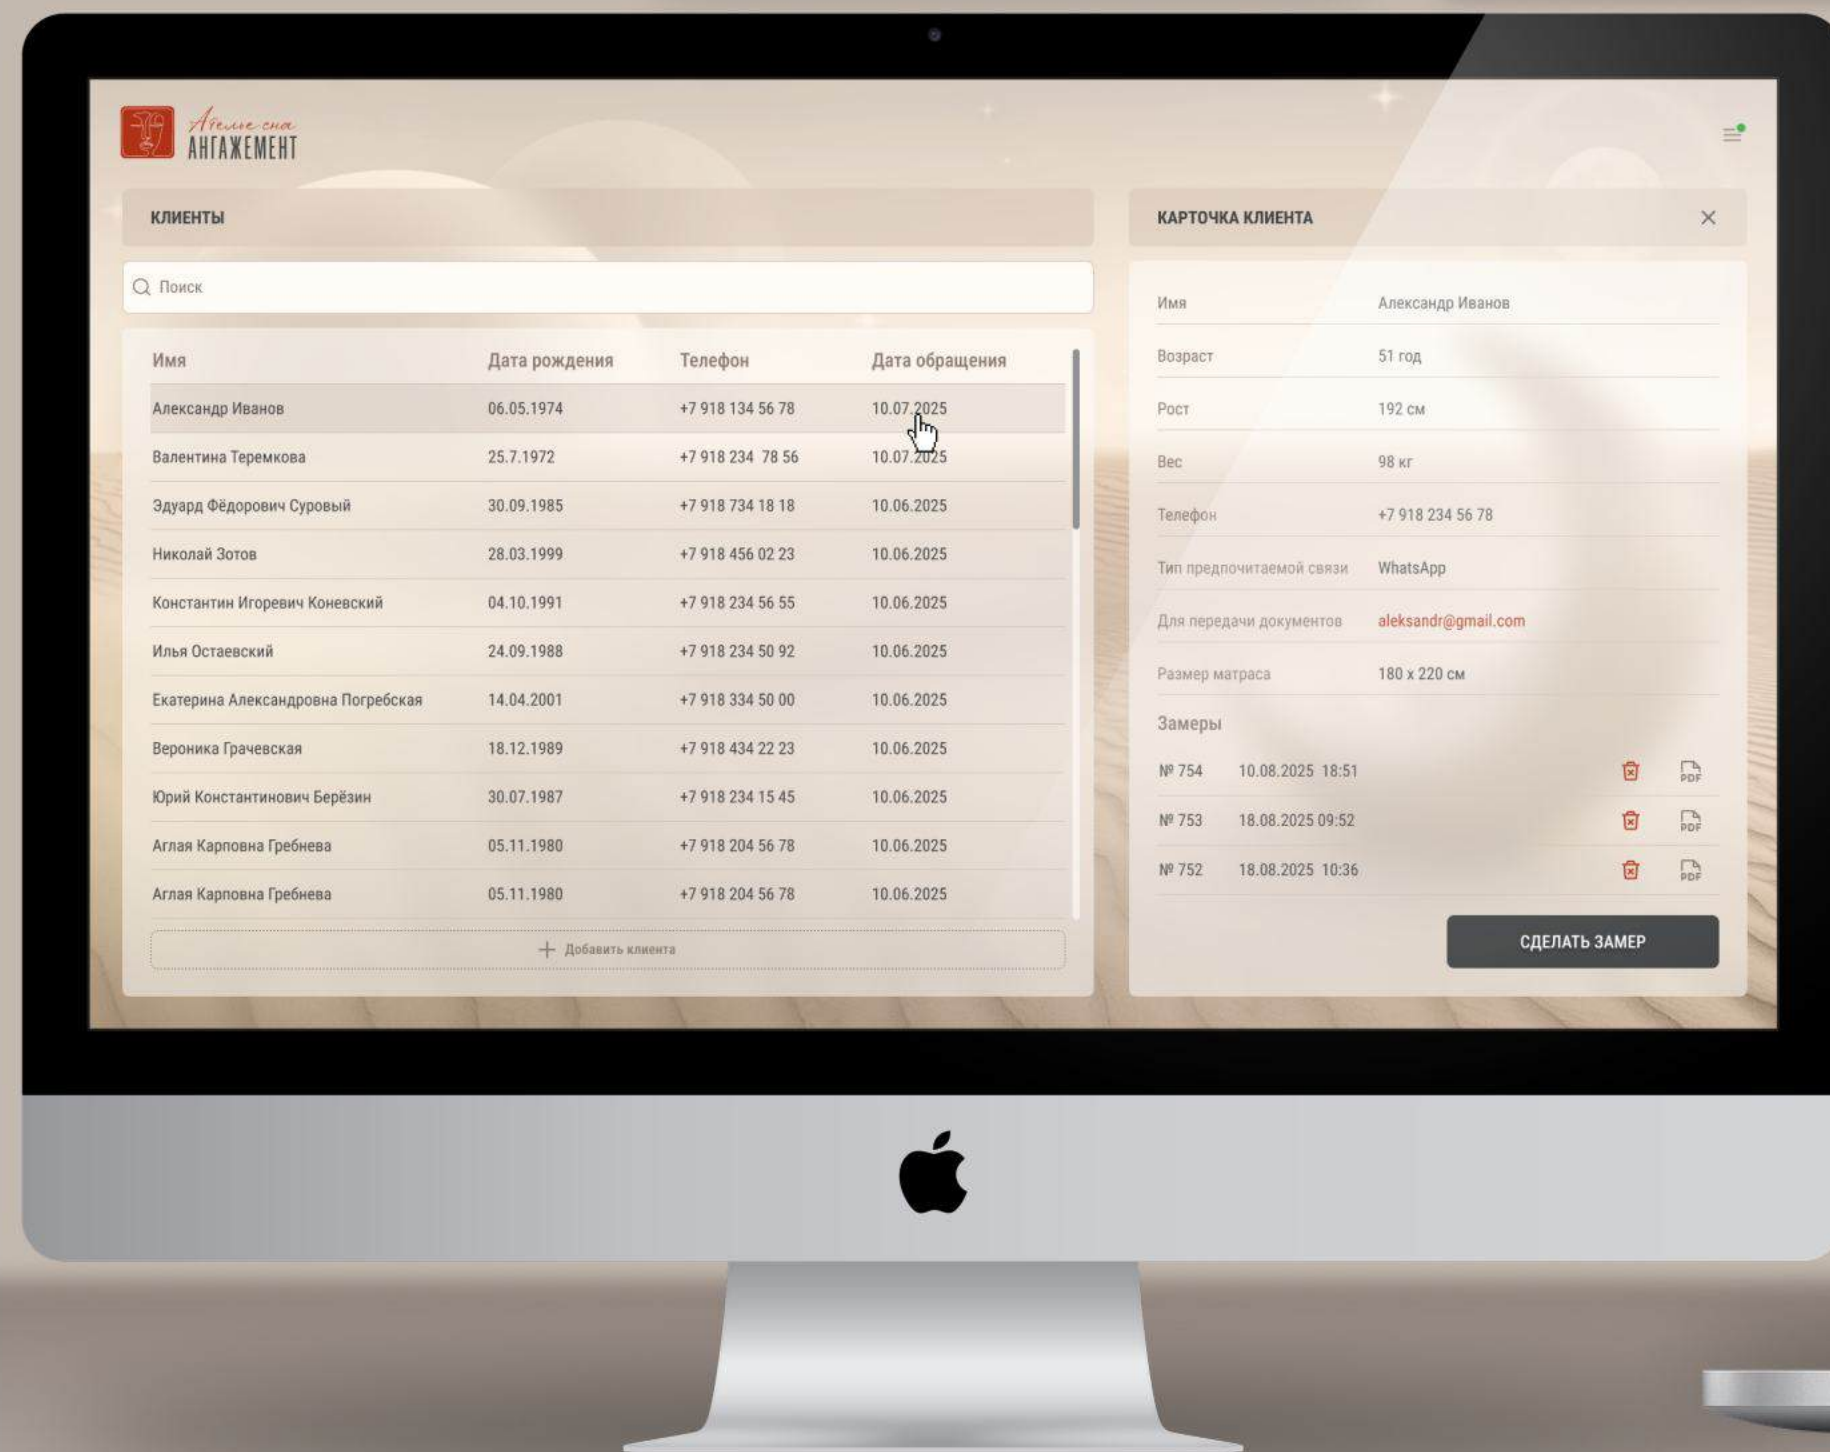 Ателье сна
АНГАЖЕМЕНТ
КЛИЕНТЫ
Поиск
Имя Дата рождения Телефон Дата обращения
Александр Иванов 06.05.1974 +7 918 134 56 78 10.07.2025
Валентина Теремкова 25.7.1972 +7 918 234  78 56 10.07.2025
Эдуард Фёдорович Суровый 30.09.1985 +7 918 734 18 18 10.06.2025
Николай Зотов 28.03.1999 +7 918 456 02 23 10.06.2025
Константин Игоревич Коневский 04.10.1991 +7 918 234 56 55 10.06.2025
Илья Остаевский 24.09.1988 +7 918 234 50 92 10.06.2025
Екатерина Александровна Погребская 14.04.2001 +7 918 334 50 00 10.06.2025
Вероника Грачевская 18.12.1989 +7 918 434 22 23 10.06.2025
Юрий Константинович Берёзин 30.07.1987 +7 918 234 15 45 10.06.2025
Аглая Карповна Гребнева 05.11.1980 +7 918 204 56 78 10.06.2025
Аглая Карповна Гребнева 05.11.1980 +7 918 204 56 78 10.06.2025
Добавить клиента
КАРТОЧКА КЛИЕНТА
Имя Александр Иванов
Возраст 51 год
Рост 192 см
Вес 98 кг
Телефон +7 918 234 56 78
Тип предпочитаемой связи WhatsApp
Для передачи документов aleksandr@gmail.com
Размер матраса 180 x 220 см
Замеры
№ 754 10.08.2025 18:51 PDF
№ 753 18.08.2025 09:52 PDF
№ 752 18.08.2025 10:36 PDF
СДЕЛАТЬ ЗАМЕР